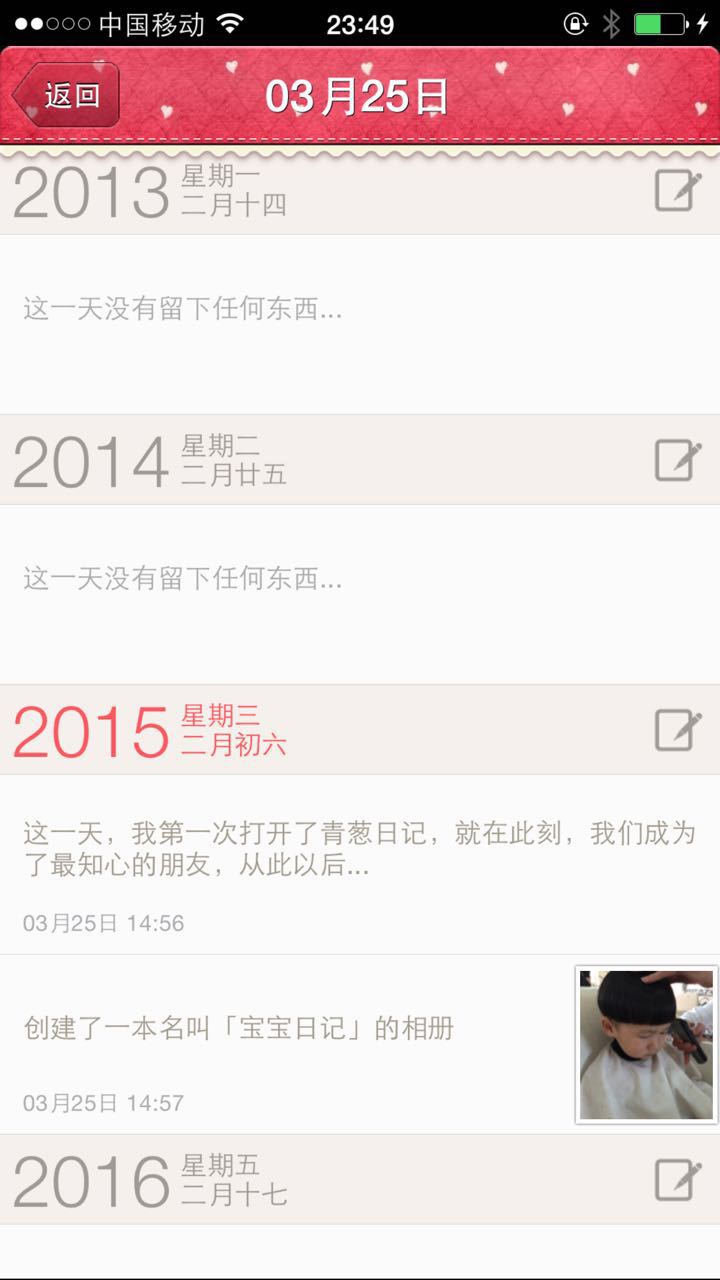 中国移动 23:49
返回 03月25日
2013 星期一
二月十四
这一天没有留下任何东西...
2014 星期二
二月廿五
这一天没有留下任何东西...
2015 星期三
二月初六
这一天，我第一次打开了青葱日记，就在此刻，我们成为
了最知心的朋友，从此以后...
03月25日 14:56
创建了一本名叫「宝宝日记」的相册
03月25日 14:57
2016 星期五
二月十七